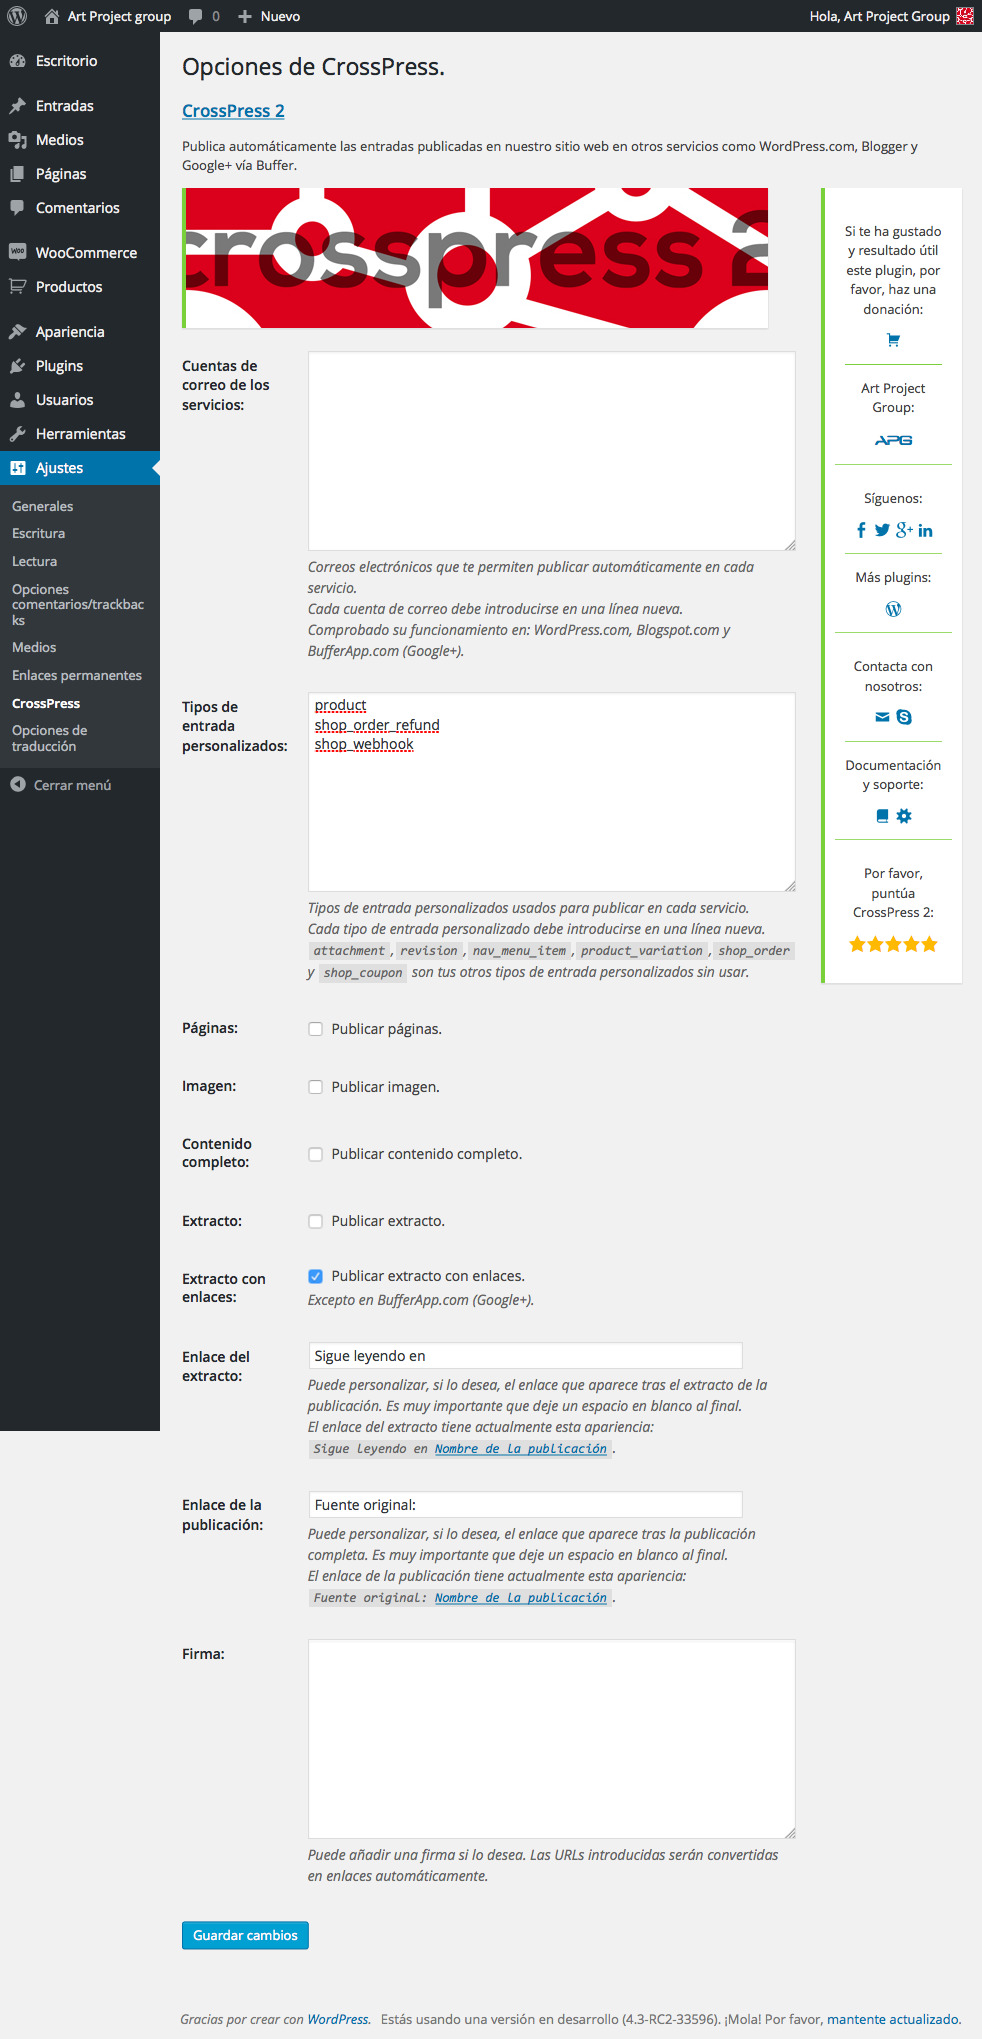 Art Project group
0
Nuevo
Hola, Art Project Group
Escritorio
Entradas
Medios
Páginas
Comentarios
WooCommerce
Productos
Apariencia
Plugins
Usuarios
Herramientas
Ajustes
Generales
Escritura
Lectura
Opciones
comentarios/trackbac
ks
Medios
Enlaces permanentes
CrossPress
Opciones de
traducción
Cerrar menú
Opciones de CrossPress.
CrossPress 2
Publica automáticamente las entradas publicadas en nuestro sitio web en otros servicios como WordPress.com, Blogger y
Google+ vía Buffer.
crosspress 2
Cuentas de
correo de los
servicios:
Correos electrónicos que te permiten publicar automáticamente en cada
servicio.
Cada cuenta de correo debe introducirse en una línea nueva.
Comprobado su funcionamiento en: WordPress.com, Blogspot.com y
BufferApp.com (Google+).
Tipos de
entrada
personalizados:
product
shop_order_refund
shop_webhook
Tipos de entrada personalizados usados para publicar en cada servicio.
Cada tipo de entrada personalizado debe introducirse en una línea nueva.
attachment, revision, nav_menu_item, product_variation, shop_order
y shop_coupon son tus otros tipos de entrada personalizados sin usar.
Páginas:
Publicar páginas.
Imagen:
Publicar imagen.
Contenido
completo:
Publicar contenido completo.
Extracto:
Publicar extracto.
Extracto con
enlaces:
Publicar extracto con enlaces.
Excepto en BufferApp.com (Google+).
Enlace del
extracto:
Sigue leyendo en
Puede personalizar, si lo desea, el enlace que aparece tras el extracto de la
publicación. Es muy importante que deje un espacio en blanco al final.
El enlace del extracto tiene actualmente esta apariencia:
Sigue leyendo en Nombre de la publicación.
Enlace de la
publicación:
Fuente original:
Puede personalizar, si lo desea, el enlace que aparece tras la publicación
completa. Es muy importante que deje un espacio en blanco al final.
El enlace de la publicación tiene actualmente esta apariencia:
Fuente original: Nombre de la publicación.
Firma:
Puede añadir una firma si lo desea. Las URLs introducidas serán convertidas
en enlaces automáticamente.
Guardar cambios
Si te ha gustado
y resultado útil
este plugin, por
favor, haz una
donación:
Art Project
Group:
APG
Síguenos:
Más plugins:
Contacta con
nosotros:
Documentación
y soporte:
Por favor,
puntúa
CrossPress 2:
Gracias por crear con WordPress. Estás usando una versión en desarrollo (4.3-RC2-33596). ¡Mola! Por favor, mantente actualizado.